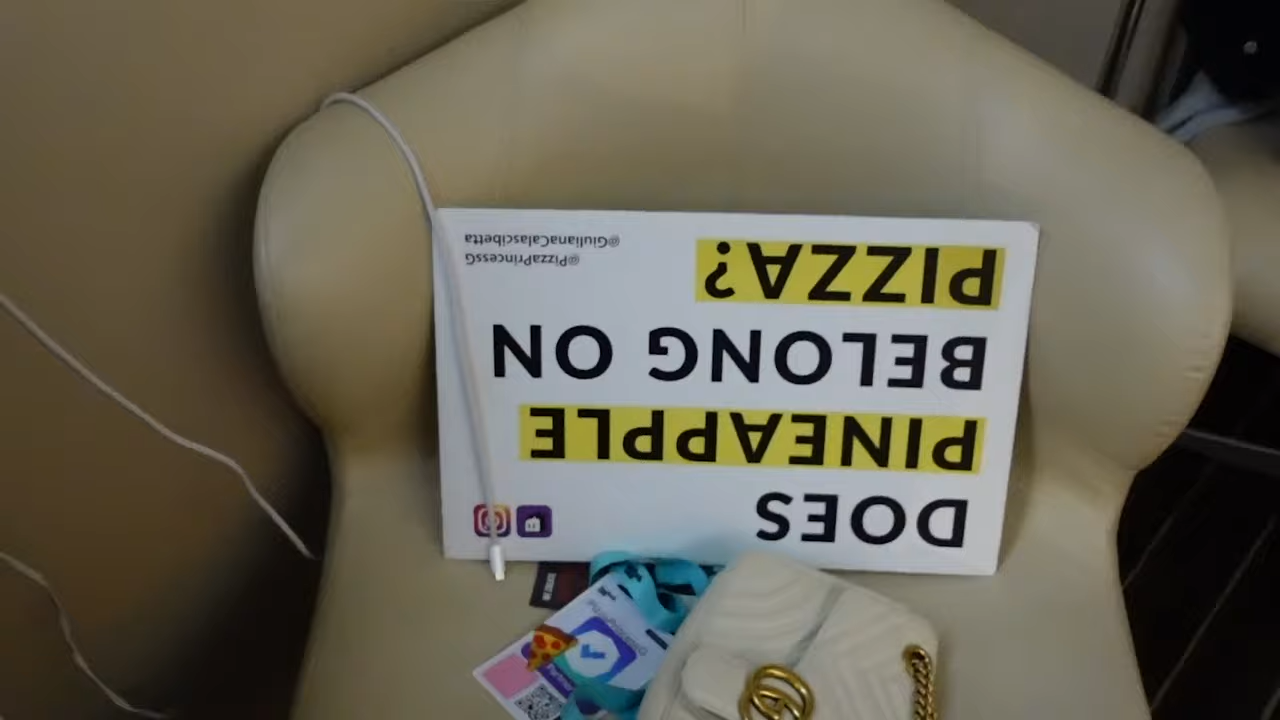 DOES
PINEAPPLE
BELONG ON
PIZZA?
@PizzaPrincessG
@GiulianaCalascibetta